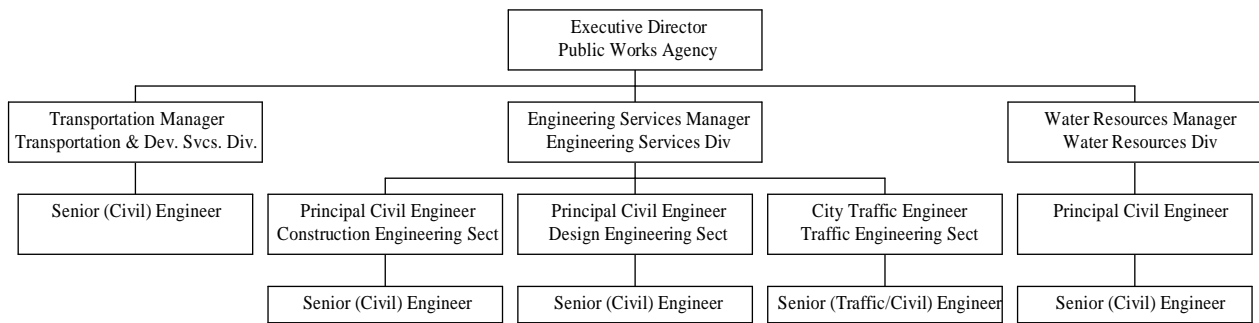 Executive Director
Public Works Agency
Transportation Manager
Transportation & Dev. Svcs. Div.
Engineering Services Manager
Engineering Services Div
Water Resources Manager
Water Resources Div
Senior (Civil) Engineer
Principal Civil Engineer
Construction Engineering Sect
Principal Civil Engineer
Design Engineering Sect
City Traffic Engineer
Traffic Engineering Sect
Principal Civil Engineer
Senior (Civil) Engineer
Senior (Civil) Engineer
Senior (Traffic/Civil) Engineer
Senior (Civil) Engineer